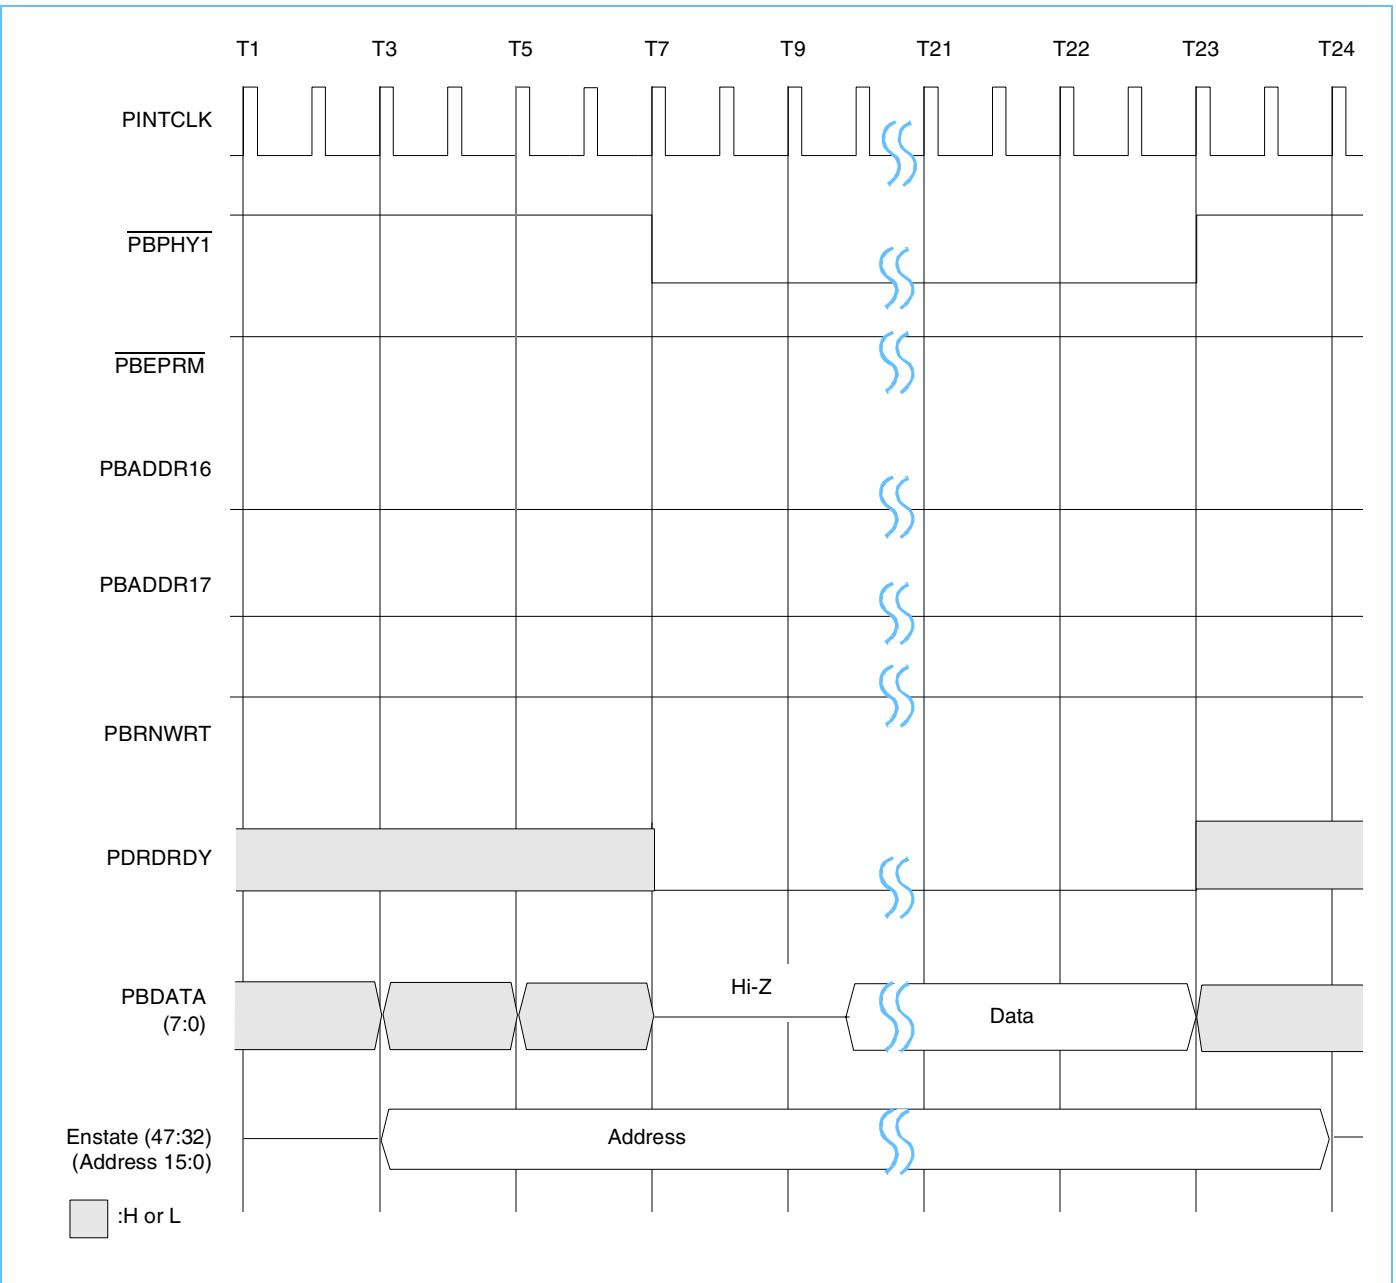 T1 T3 T5 T7 T9 T21 T22 T23 T24
PINTCLK
PBPHY1
PBEPRM
PBADDR16
PBADDR17
PBRNWRT
PDRDRDY
Hi-Z
PBDATA
(7:0)
Data
Enstate (47:32)
(Address 15:0)
Address
:H or L